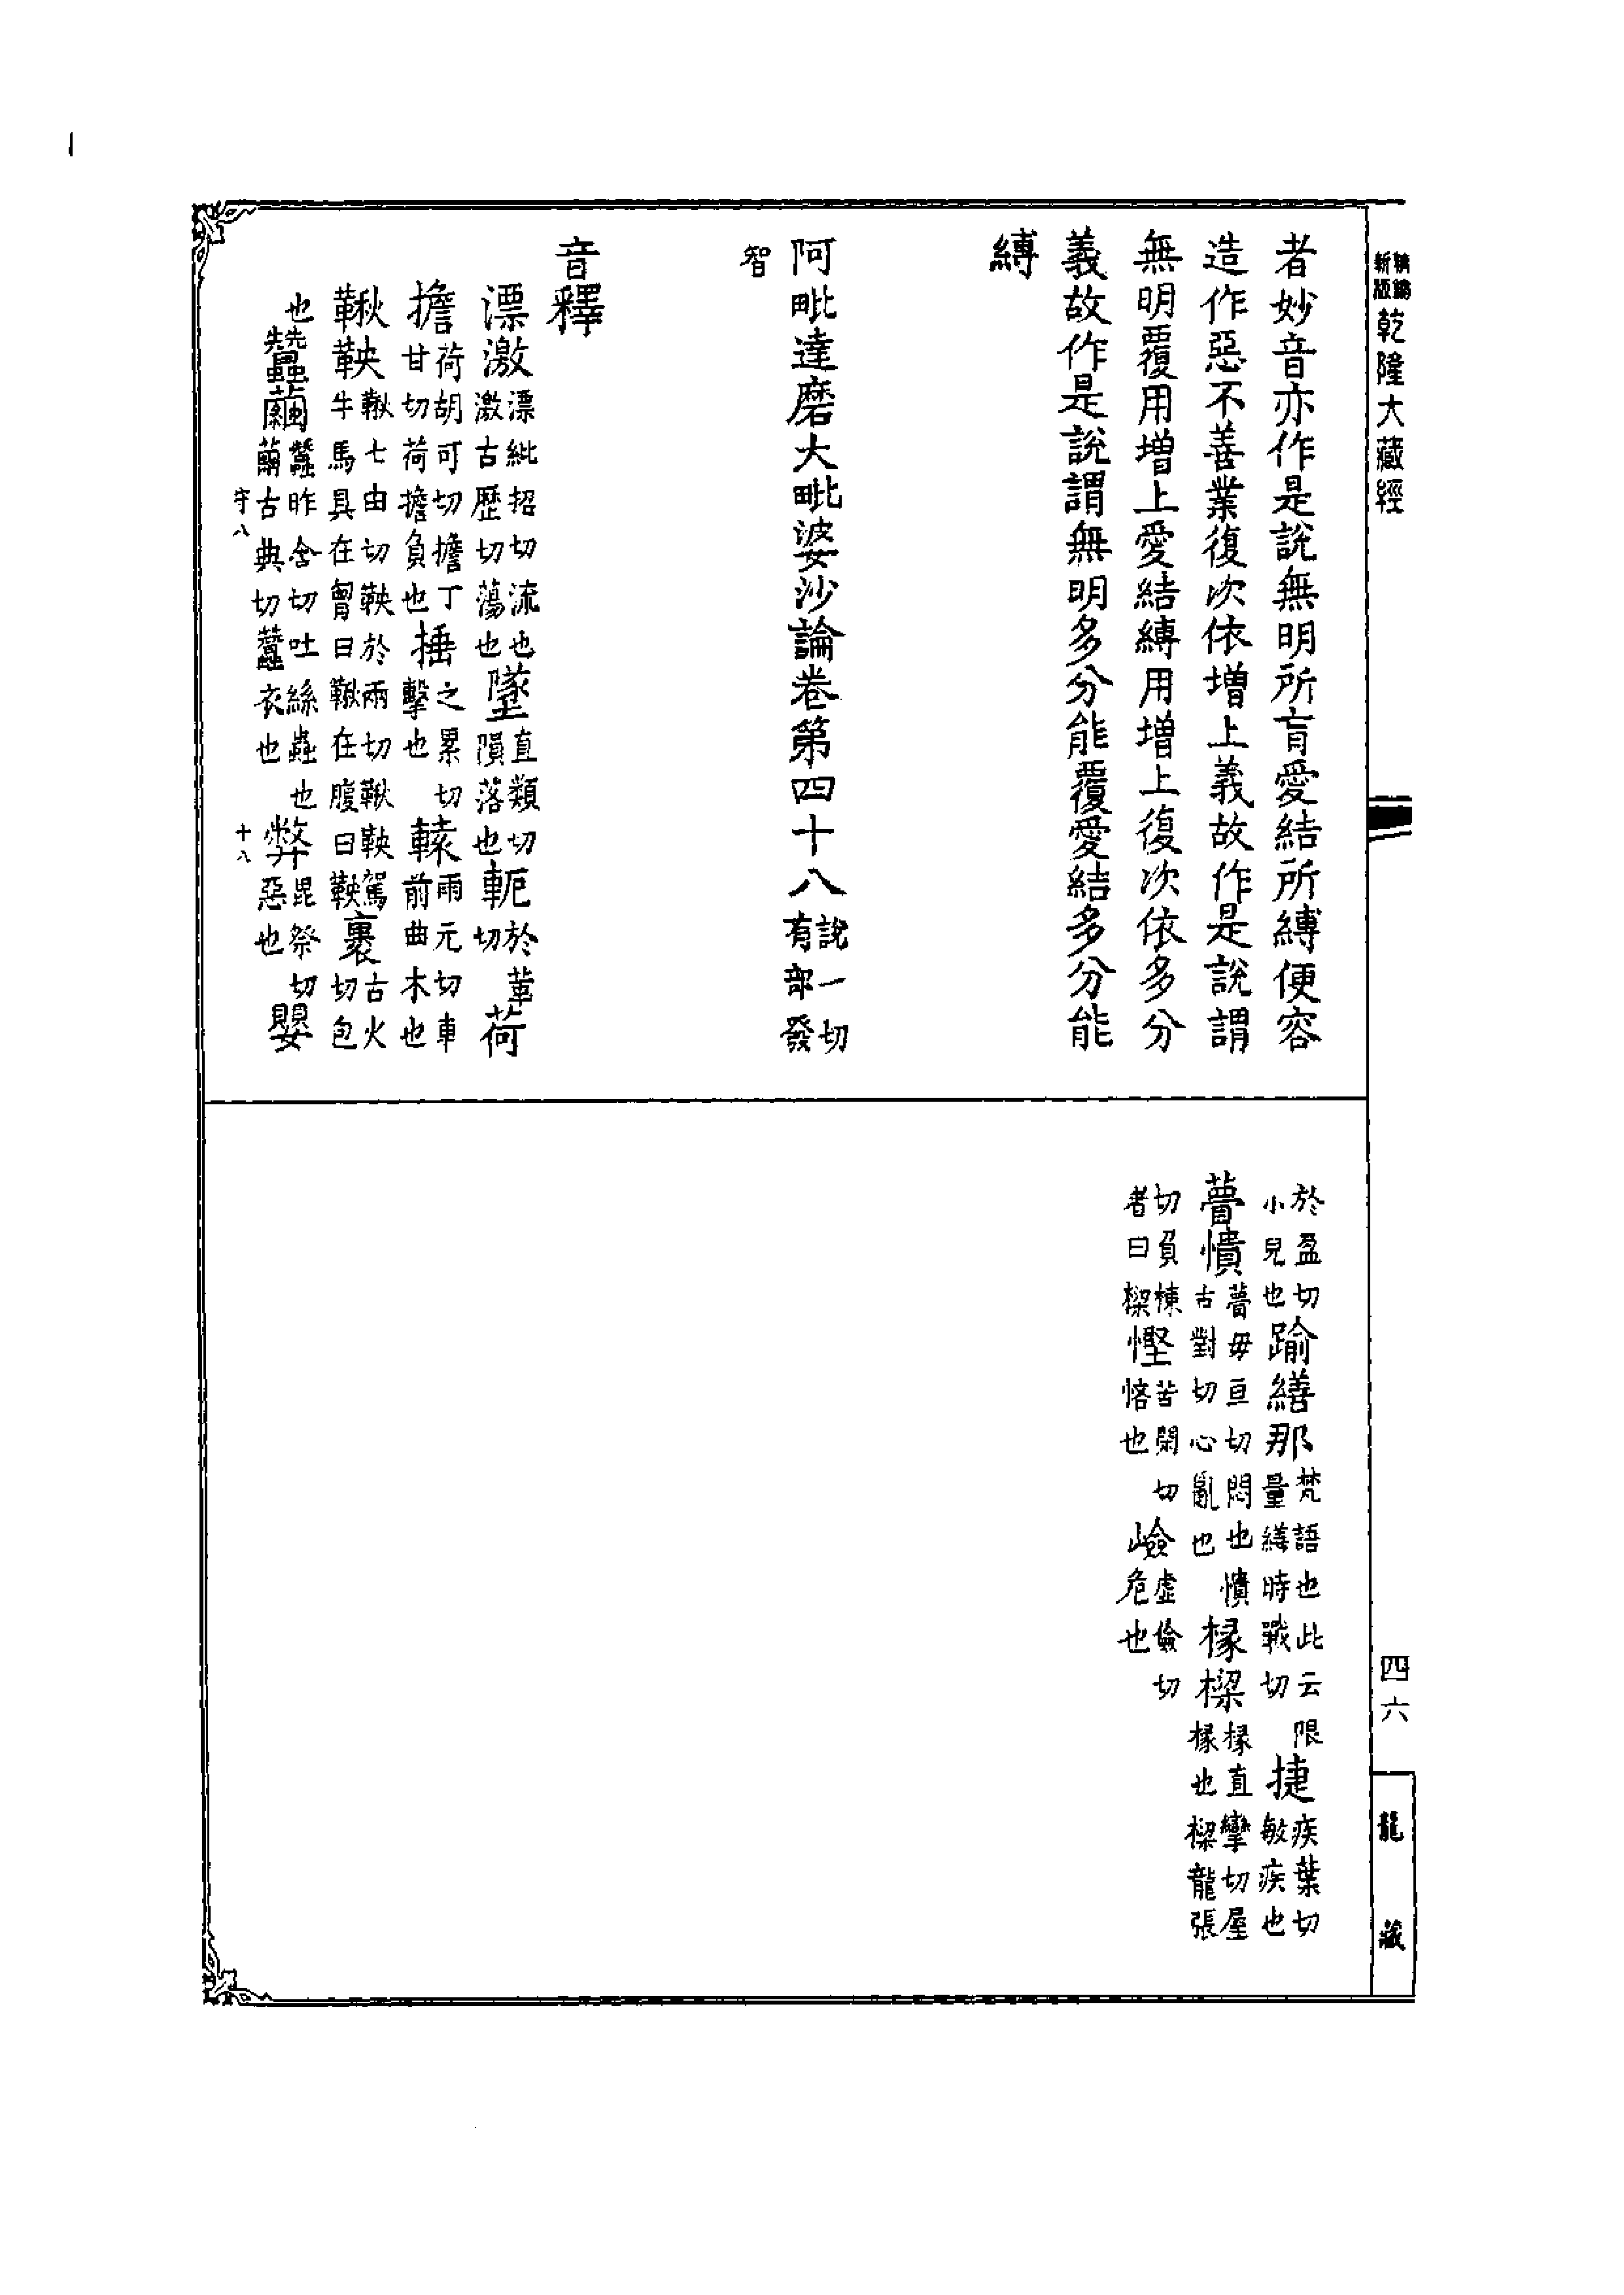 精編
新版
乾隆大藏經
者妙音亦作是說無明所盲愛結所縛便容
造作惡不善業復次依增上義故作是說謂
無明覆用增上愛結縛用增上復次依多分
義故作是說謂無明多分能覆愛結多分能
縛
阿毗達磨大毗婆沙論卷第四十八說一切有部發
智
音釋
漂激漂紕招切流也激古歷切蕩也墜直類切隕落也軛於革切荷
擔荷胡可切擔丁甘切荷擔負也捶之累切擊也轅雨元切車前曲木也
鞦鞅鞦七由切鞅於兩切鞦鞅駕牛馬具在胷曰鞦在腹曰鞅裹古火切包
也蠶繭蠶昨含切吐絲蟲也繭古典切蠶衣也弊毘祭切惡也嬰
守八 十八
於盈切小兒也踰繕那梵語也此云限量繕時戰切捷疾葉切敏疾也
瞢憒瞢毋亘切悶也憒古對切心亂也椽樑椽直攣切屋椽也樑龍張
切負棟者曰樑慳苦閑切悋也嶮虛儉切危也
四六
龍藏